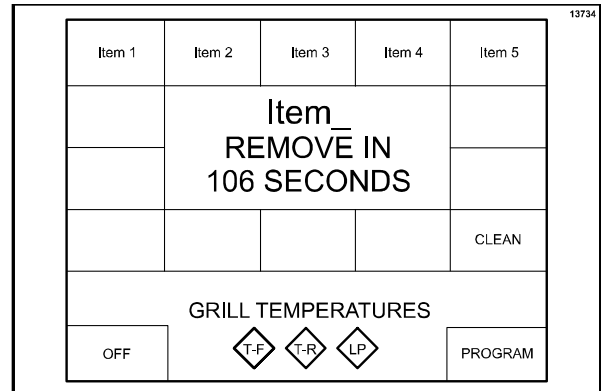 13734
Item 1 Item 2 Item 3 Item 4 Item 5
Item_
REMOVE IN
106 SECONDS
CLEAN
GRILL TEMPERATURES
OFF T-F T-R LP PROGRAM